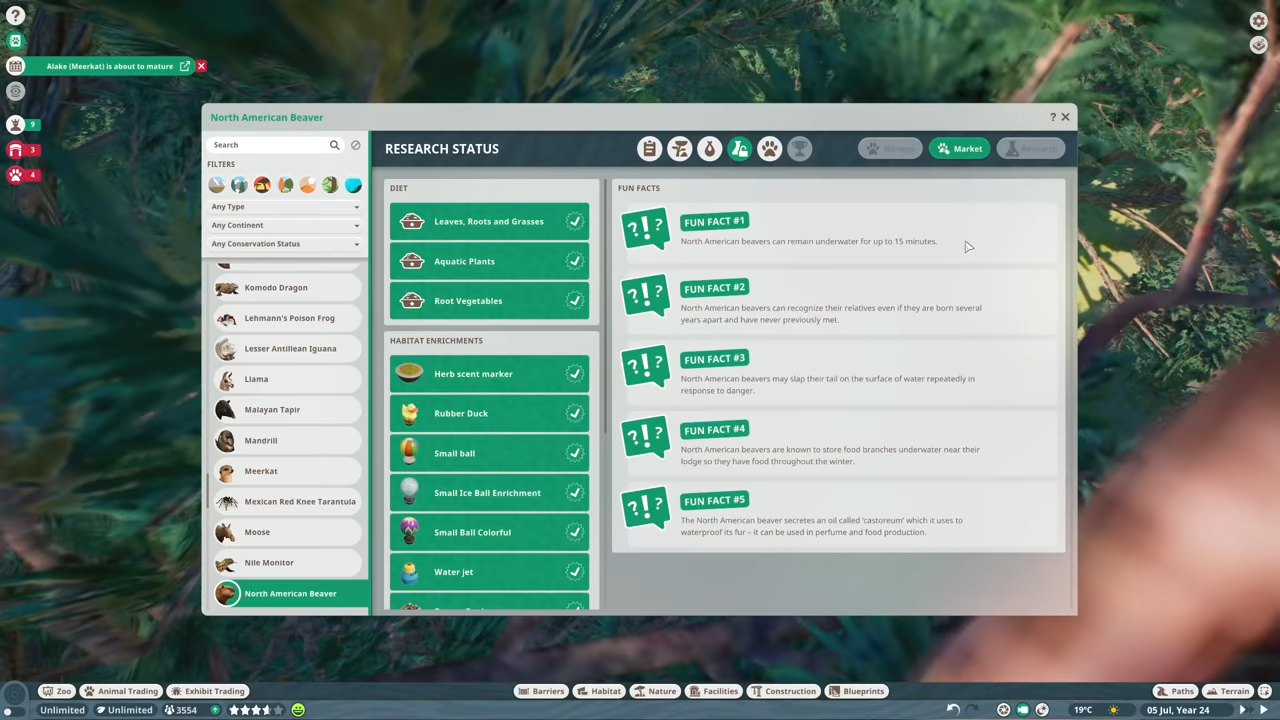 ?
Alake (Meerkat) is about to mature
9
3
4
North American Beaver
? X
Search
FILTERS
Any Type
Any Continent
Any Conservation Status
Komodo Dragon
Lehmann's Poison Frog
Lesser Antillean Iguana
Llama
Malayan Tapir
Mandrill
Meerkat
Mexican Red Knee Tarantula
Moose
Nile Monitor
North American Beaver
RESEARCH STATUS
Market
Research
DIET
Leaves, Roots and Grasses
Aquatic Plants
Root Vegetables
HABITAT ENRICHMENTS
Herb scent marker
Rubber Duck
Small ball
Small Ice Ball Enrichment
Small Ball Colorful
Water jet
FUN FACTS
?!?
FUN FACT #1
North American beavers can remain underwater for up to 15 minutes.
?!?
FUN FACT #2
North American beavers can recognize their relatives even if they are born several
years apart and have never previously met.
?!?
FUN FACT #3
North American beavers may slap their tail on the surface of water repeatedly in
response to danger.
?!?
FUN FACT #4
North American beavers are known to store food branches underwater near their
lodge so they have food throughout the winter.
?!?
FUN FACT #5
The North American beaver secretes an oil called 'castoreum' which it uses to
waterproof its fur – it can be used in perfume and food production.
Zoo
Animal Trading
Exhibit Trading
Barriers
Habitat
Nature
Facilities
Construction
Blueprints
Paths
Terrain
Unlimited
Unlimited
3554
19°C
05 Jul, Year 24